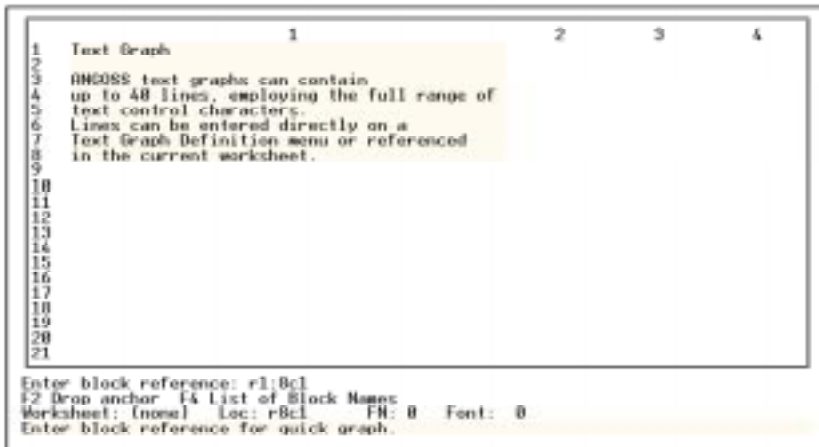 1 2 3 4
1 Text Graph
2
3 ANGOSS text graphs can contain
4 up to 40 lines, employing the full range of
5 text control characters.
6 Lines can be entered directly on a
7 Text Graph Definition menu or referenced
8 in the current worksheet.
9
10
11
12
13
14
15
16
17
18
19
20
21
Enter block reference: r1:8c1
F2 Drop anchor F4 List of Block Names
Worksheet: [none] Loc: r8c1 FN: 0 Font: 0
Enter block reference for quick graph.